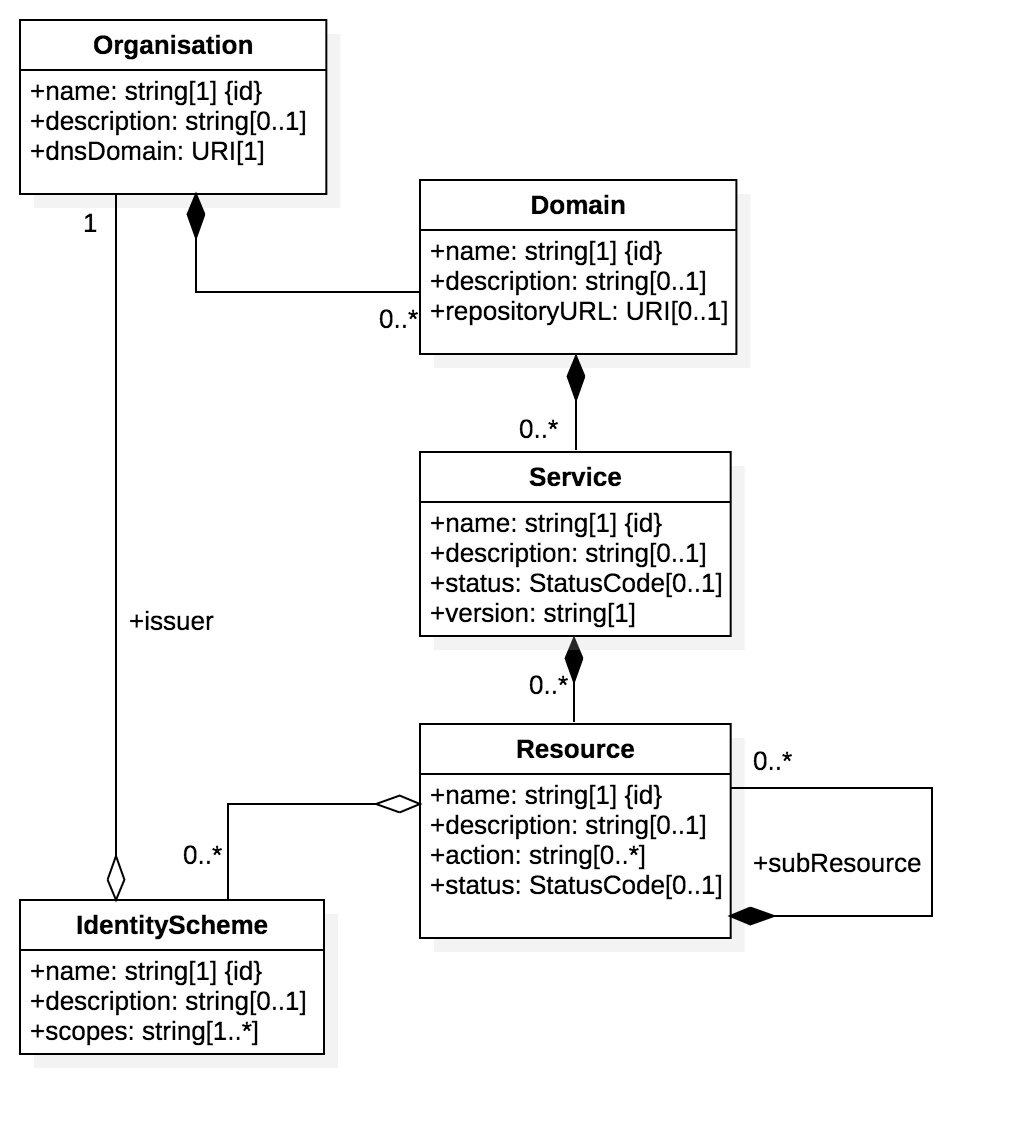 Organisation
+name: string[1] {id}
+description: string[0..1]
+dnsDomain: URI[1]
1
0..*
Domain
+name: string[1] {id}
+description: string[0..1]
+repositoryURL: URI[0..1]
0..*
Service
+name: string[1] {id}
+description: string[0..1]
+status: StatusCode[0..1]
+version: string[1]
+issuer
0..*
Resource
+name: string[1] {id}
+description: string[0..1]
+action: string[0..*]
+status: StatusCode[0..1]
0..*
+subResource
0..*
IdentityScheme
+name: string[1] {id}
+description: string[0..1]
+scopes: string[1..*]